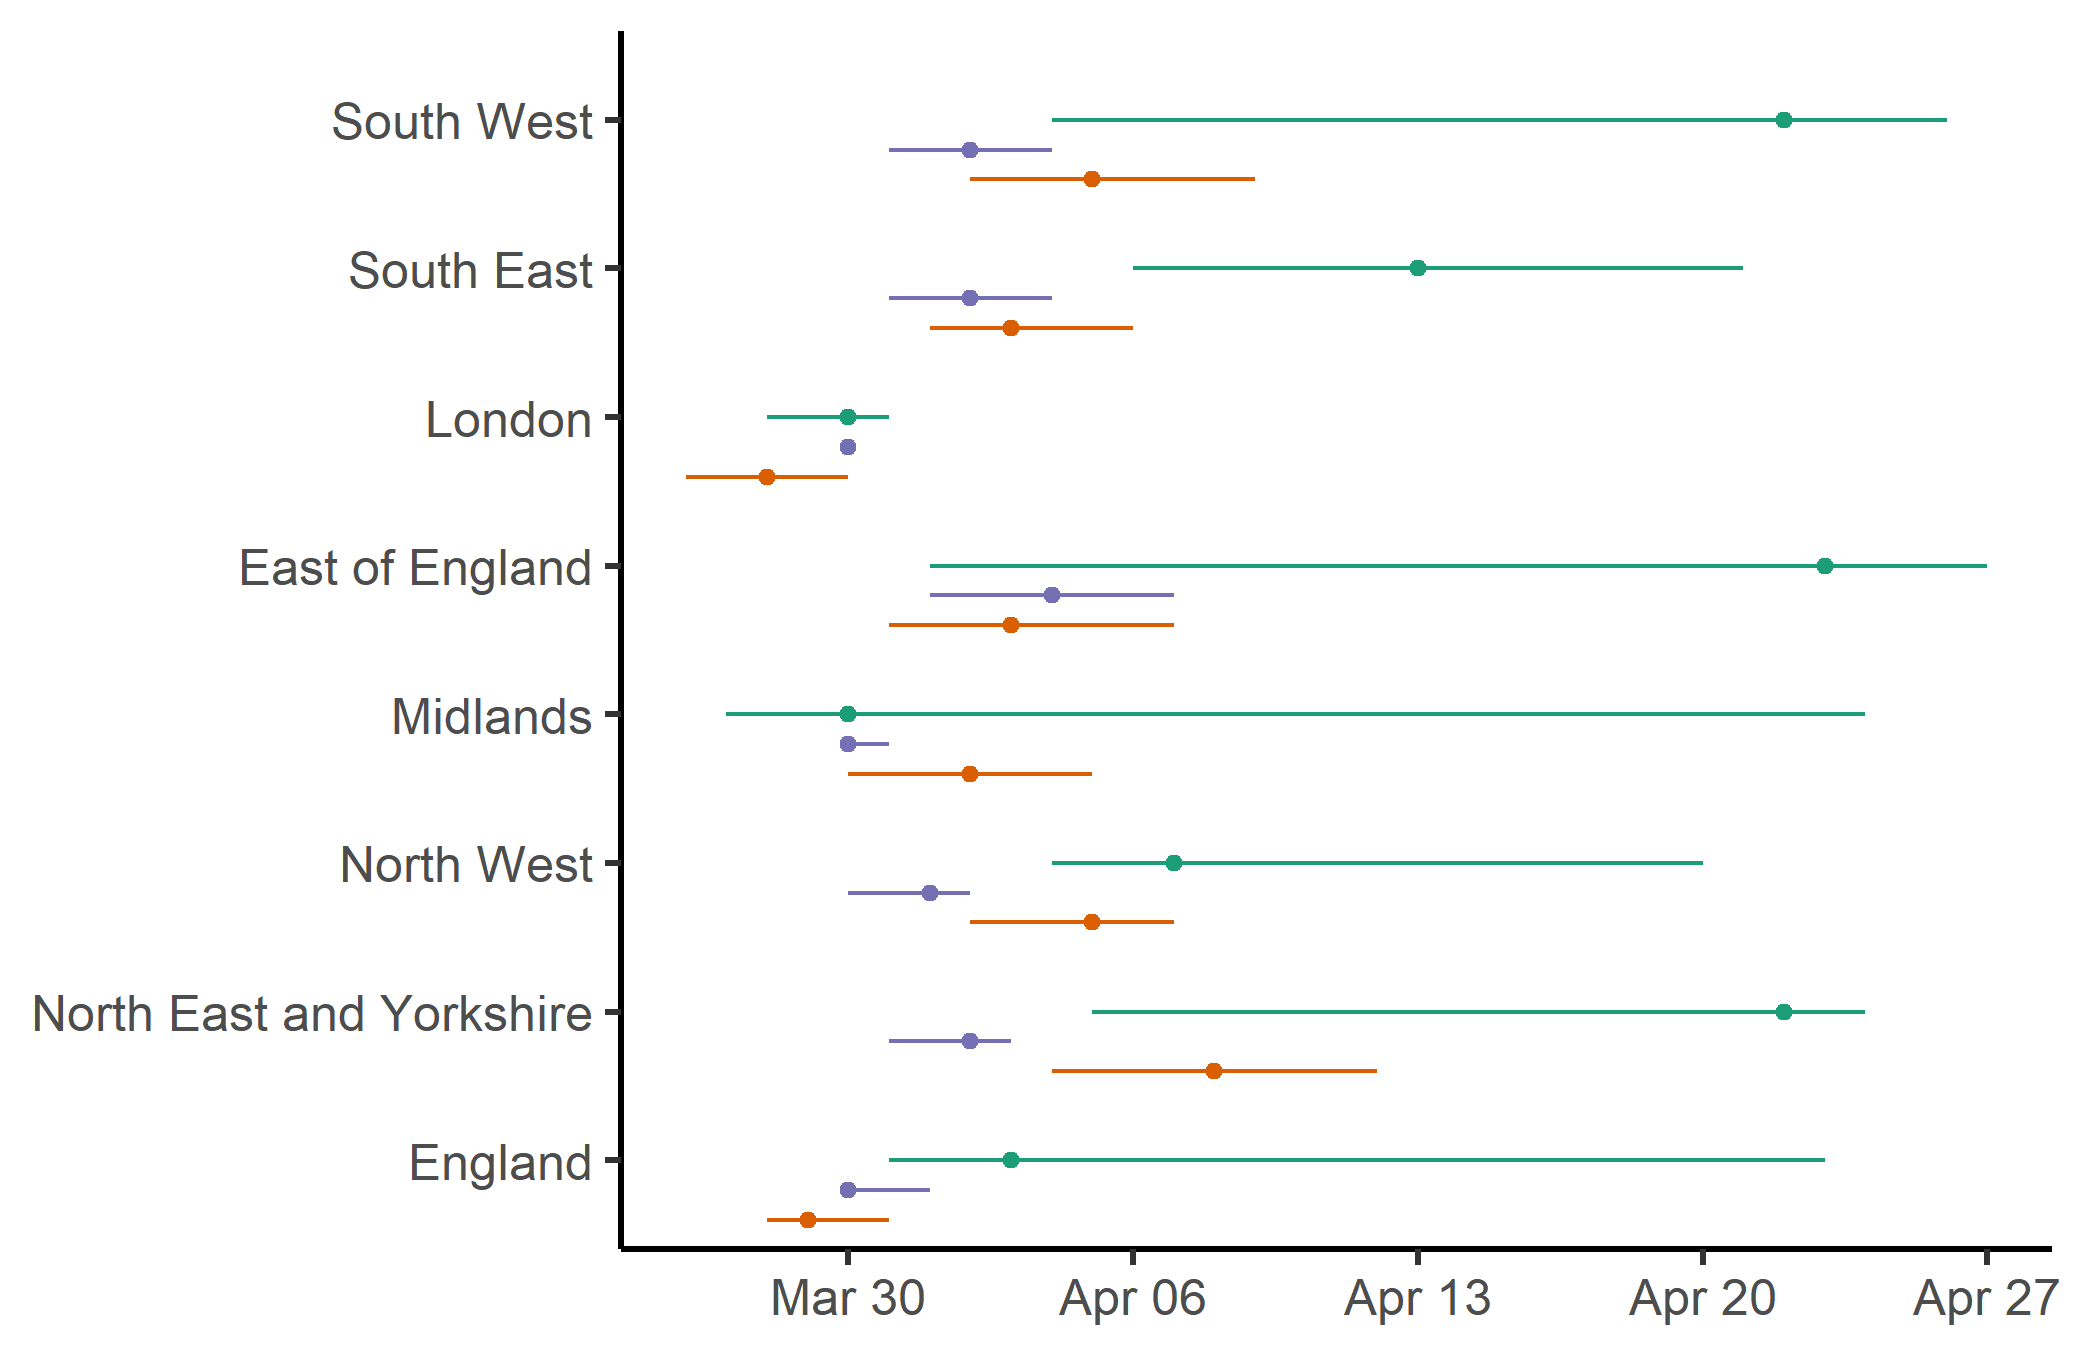 South West
South East
London
East of England
Midlands
North West
North East and Yorkshire
England
Mar 30 Apr 06 Apr 13 Apr 20 Apr 27